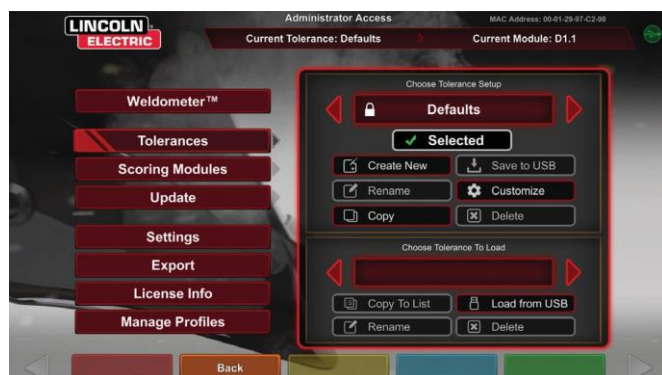 LINCOLN
ELECTRIC
Administrator Access
MAC Address: 00-01-29-97-C2-98
Current Tolerance: Defaults
Current Module: D1.1
Weldometer™
Tolerances
Scoring Modules
Update
Settings
Export
License Info
Manage Profiles
Choose Tolerance Setup
Defaults
Selected
Create New
Save to USB
Rename
Customize
Copy
Delete
Choose Tolerance To Load
Copy To List
Load from USB
Rename
Delete
Back